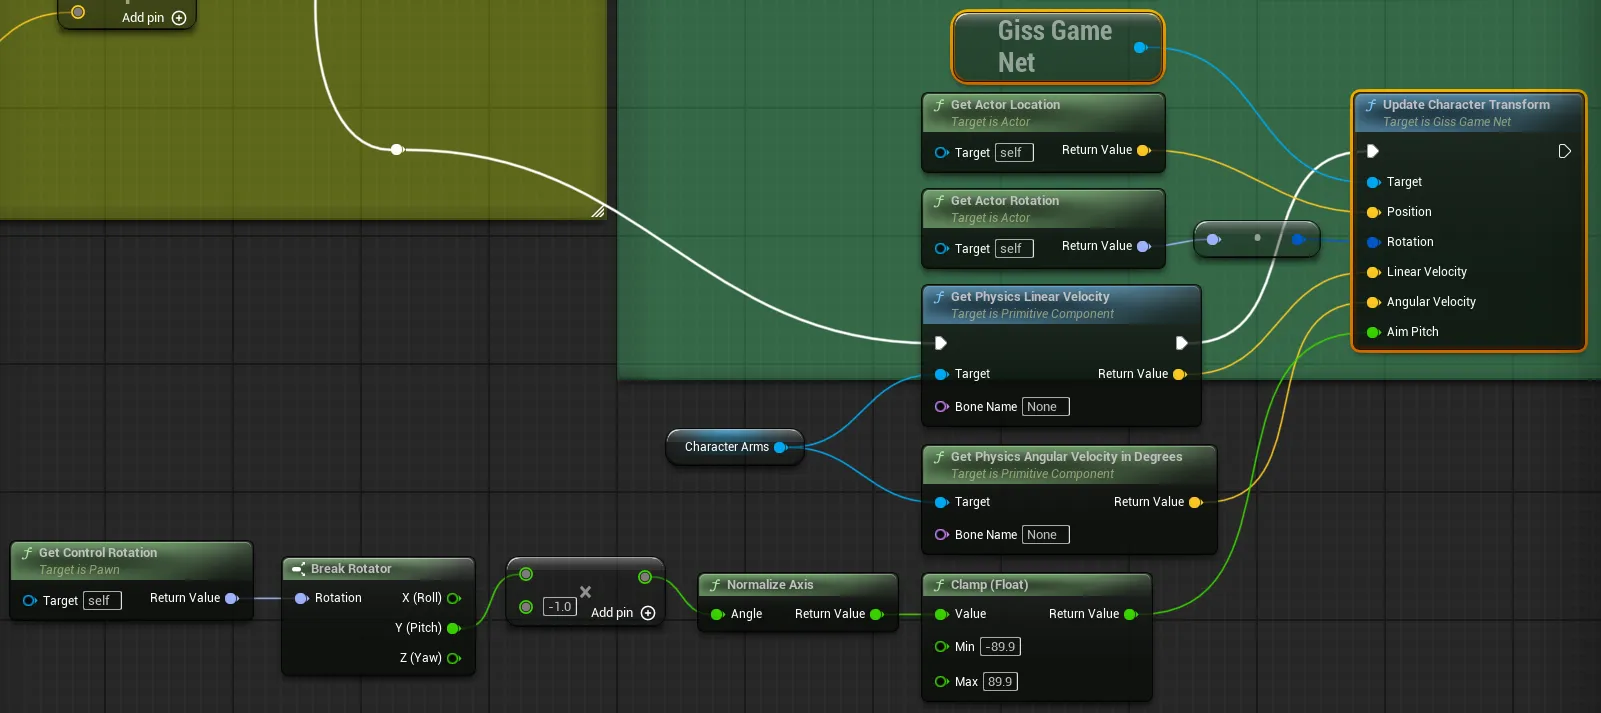 Add pin
Giss Game
Net
f Get Actor Location
Target is Actor
Target self Return Value
f Get Actor Rotation
Target is Actor
Target self Return Value
f Update Character Transform
Target is Giss Game Net
Target
Position
Rotation
Linear Velocity
Angular Velocity
Aim Pitch
f Get Physics Linear Velocity
Target is Primitive Component
Target Return Value
Bone Name None
Character Arms
f Get Physics Angular Velocity in Degrees
Target is Primitive Component
Target Return Value
Bone Name None
f Get Control Rotation
Target is Pawn
Target self Return Value
Break Rotator
Rotation X (Roll)
Y (Pitch)
Z (Yaw)
-1.0
Add pin
f Normalize Axis
Angle Return Value
f Clamp (Float)
Value Return Value
Min -89.9
Max 89.9